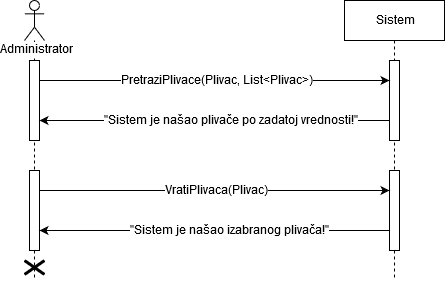 Sistem
Administrator
PretraziPlivace(Plivac, List<Plivac>)
"Sistem je našao plivače po zadatoj vrednosti!"
VratiPlivaca(Plivac)
"Sistem je našao izabranog plivača!"